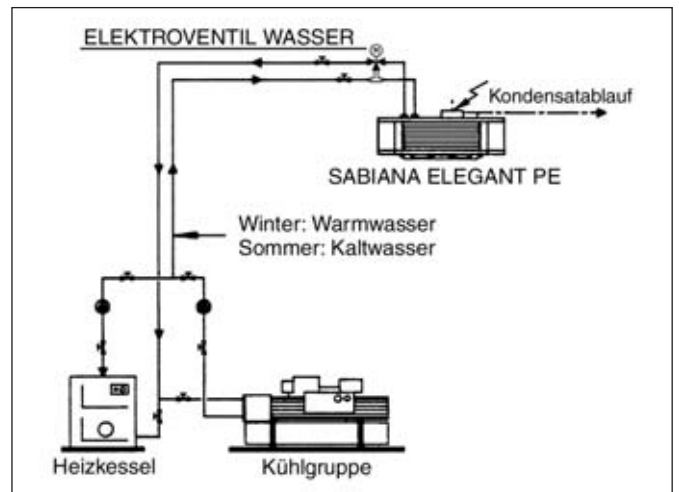 ELEKTROVENTIL WASSER
Kondensatablauf
SABIANA ELEGANT PE
Winter: Warmwasser
Sommer: Kaltwasser
Heizkessel
Kühlgruppe